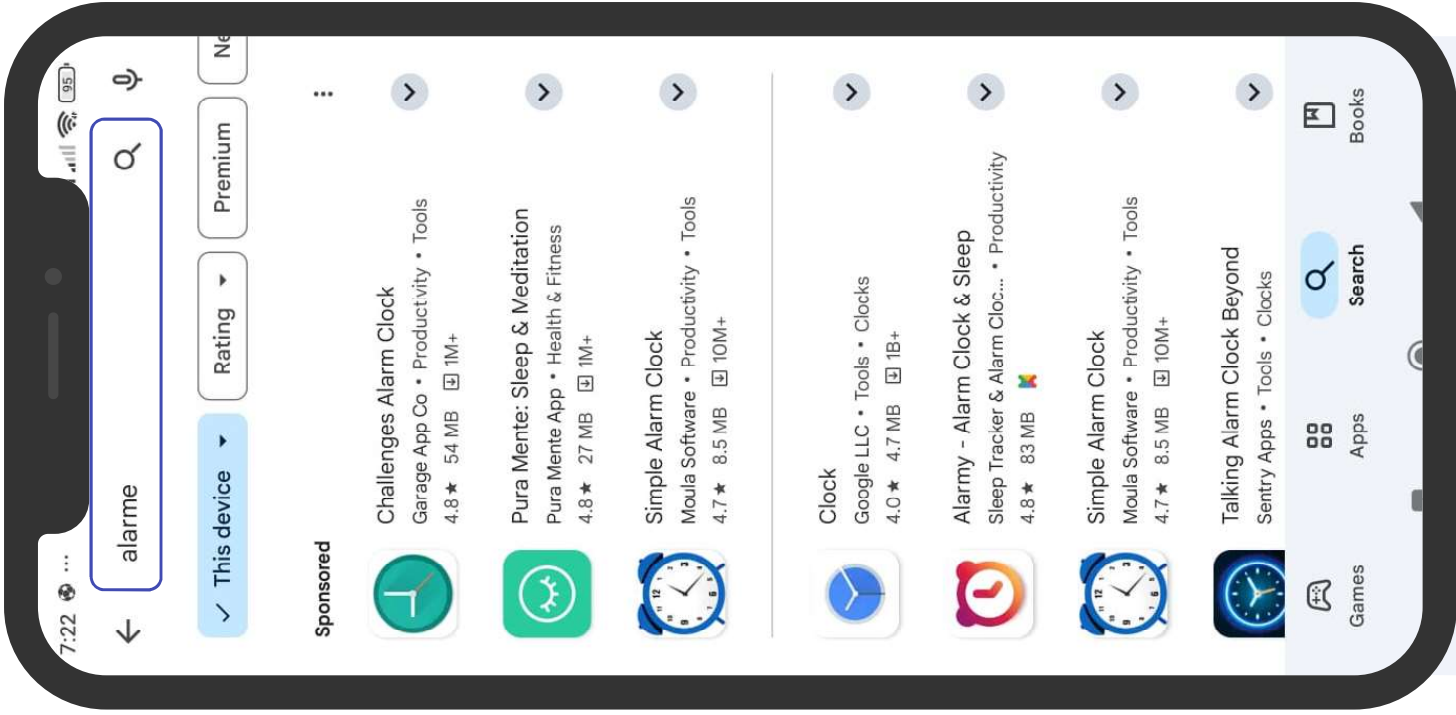 7:22 ...
95
alarme
This device
Rating
Premium
Ne
Sponsored
Challenges Alarm Clock
Garage App Co • Productivity • Tools
4.8★ 54 MB 1M+
Pura Mente: Sleep & Meditation
Pura Mente App • Health & Fitness
4.8★ 27 MB 1M+
Simple Alarm Clock
Moula Software • Productivity • Tools
4.7★ 8.5 MB 10M+
Clock
Google LLC • Tools • Clocks
4.0★ 4.7 MB 1B+
Alarmy - Alarm Clock & Sleep
Sleep Tracker & Alarm Cloc... • Productivity
4.8★ 83 MB
Simple Alarm Clock
Moula Software • Productivity • Tools
4.7★ 8.5 MB 10M+
Talking Alarm Clock Beyond
Sentry Apps • Tools • Clocks
Games
Apps
Search
Books